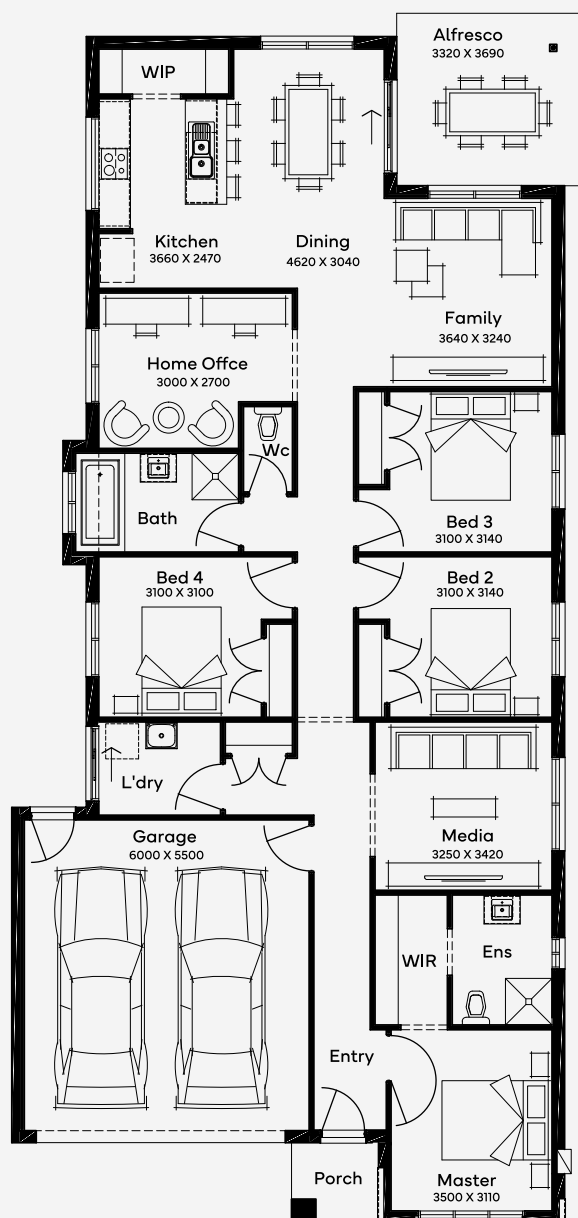 Alfresco
3320 X 3690
WIP
Kitchen
3660 X 2470
Dining
4620 X 3040
Family
3640 X 3240
Home Offce
3000 X 2700
Wc
Bath
Bed 3
3100 X 3140
Bed 4
3100 X 3100
Bed 2
3100 X 3140
L'dry
Garage
6000 X 5500
Media
3250 X 3420
WIR
Ens
Entry
Porch
Master
3500 X 3110